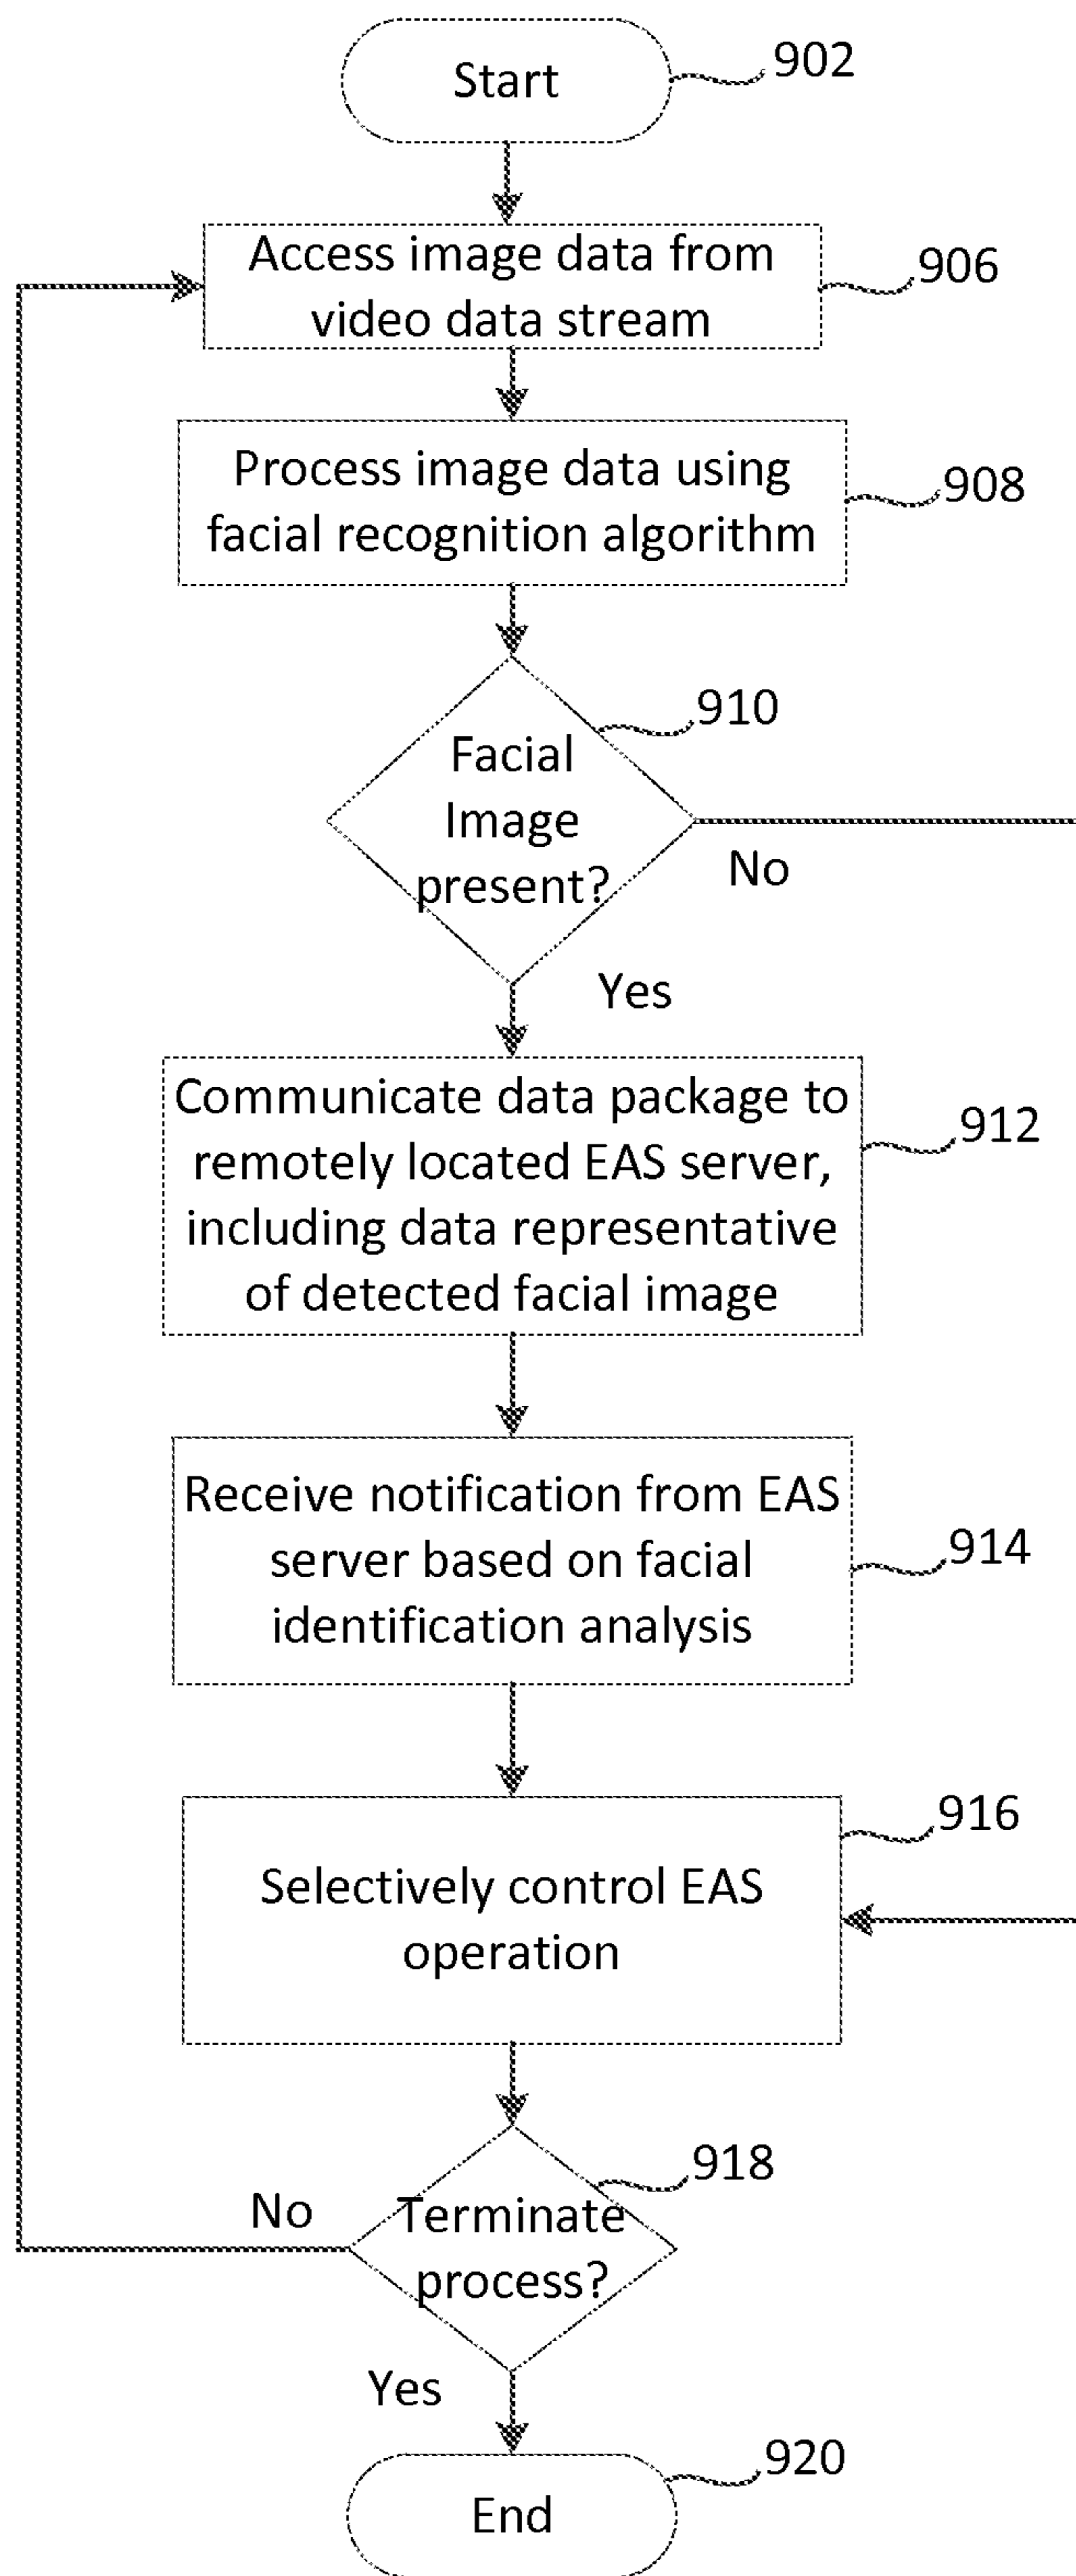 Start
902
Access image data from
video data stream
906
Process image data using
facial recognition algorithm
908
910
Facial
Image
present?
No
Yes
Communicate data package to
remotely located EAS server,
including data representative
of detected facial image
912
Receive notification from EAS
server based on facial
identification analysis
914
916
Selectively control EAS
operation
918
No
Terminate
process?
Yes
920
End